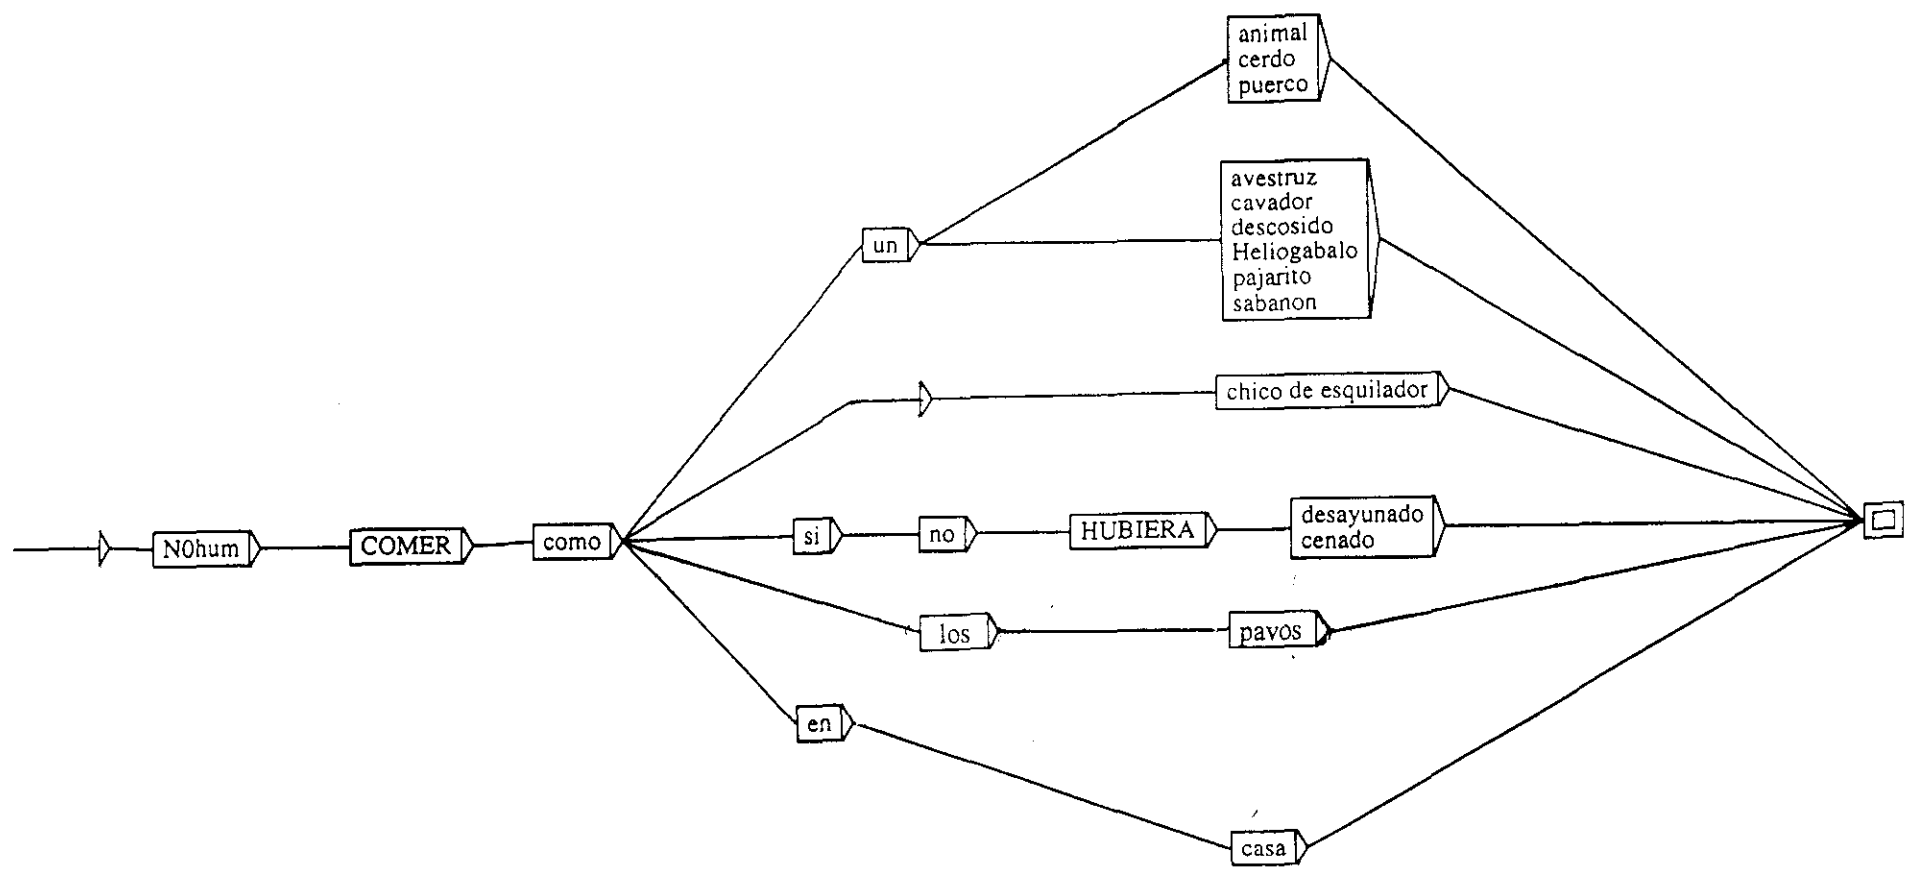 animal
cerdo
puerco
avestruz
cavador
descosido
Heliogabalo
pajarito
sabanon
un
chico de esquilador
N0hum
COMER
como
si
no
HUBIERA
desayunado
cenado
los
pavos
en
casa